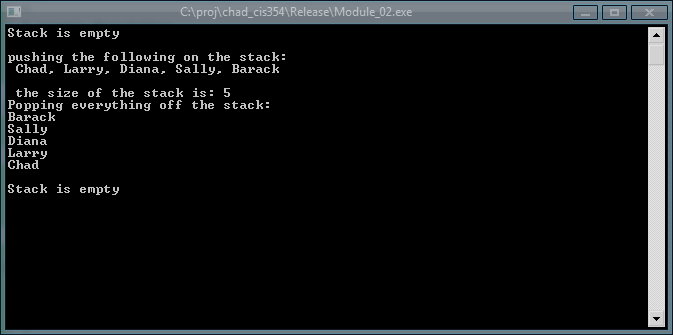 C:\proj\chad_cis354\Release\Module_02.exe
Stack is empty
pushing the following on the stack:
Chad, Larry, Diana, Sally, Barack
the size of the stack is: 5
Popping everything off the stack:
Barack
Sally
Diana
Larry
Chad
Stack is empty